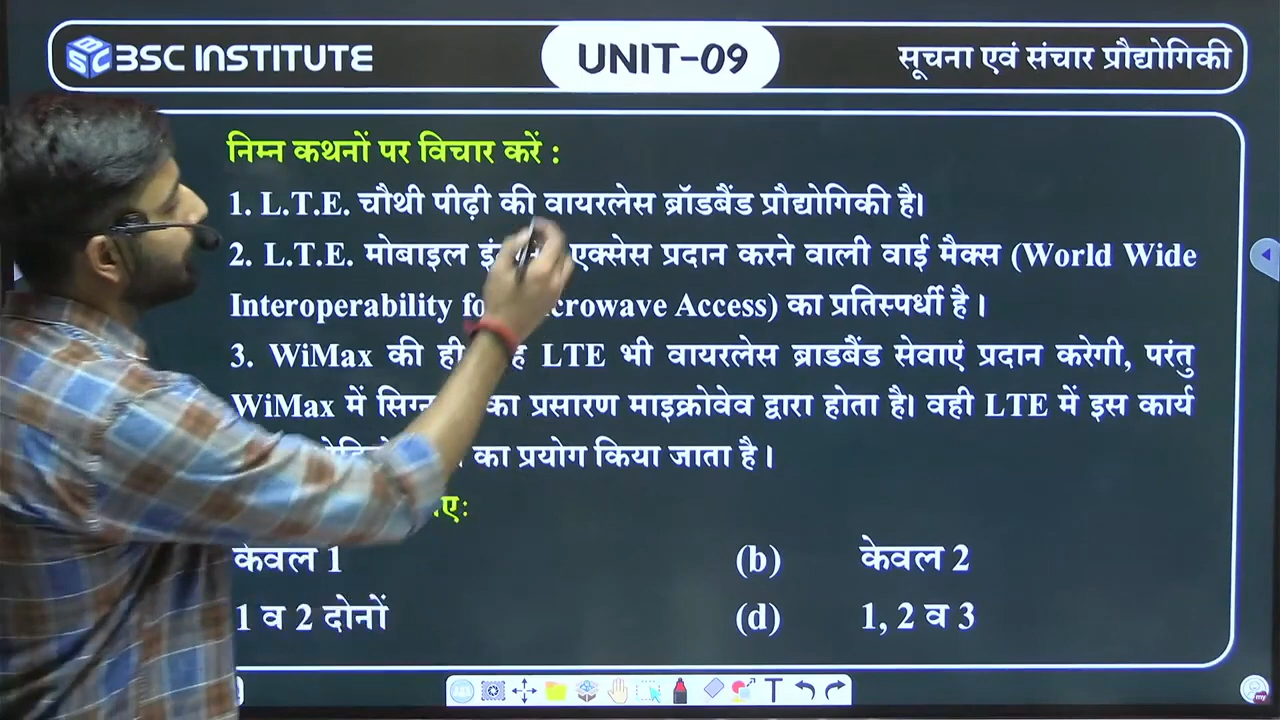 BSC INSTITUTE
UNIT-09
सूचना एवं संचार प्रौद्योगिकी
निम्न कथनों पर विचार करें :
1. L.T.E. चौथी पीढ़ी की वायरलेस ब्रॉडबैंड प्रौद्योगिकी है।
2. L.T.E. मोबाइल एक्सेस प्रदान करने वाली वाई मैक्स (World Wide
Interoperability Access) का प्रतिस्पर्धी है।
3. WiMax की LTE भी वायरलेस ब्राडबैंड सेवाएं प्रदान करेगी, परंतु
WiMax में का प्रसारण माइक्रोवेव द्वारा होता है। वही LTE में इस कार्य
का प्रयोग किया जाता है।
केवल 1
(b) केवल 2
1 व 2 दोनों
(d) 1, 2 व 3